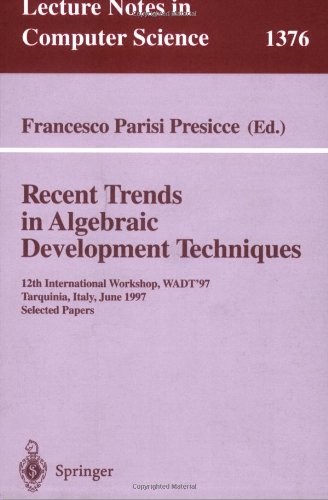 Lecture Notes in
Computer Science 1376
Francesco Parisi Presicce (Ed.)
Recent Trends
in Algebraic
Development Techniques
12th International Workshop, WADT'97
Tarquinia, Italy, June 1997
Selected Papers
Springer